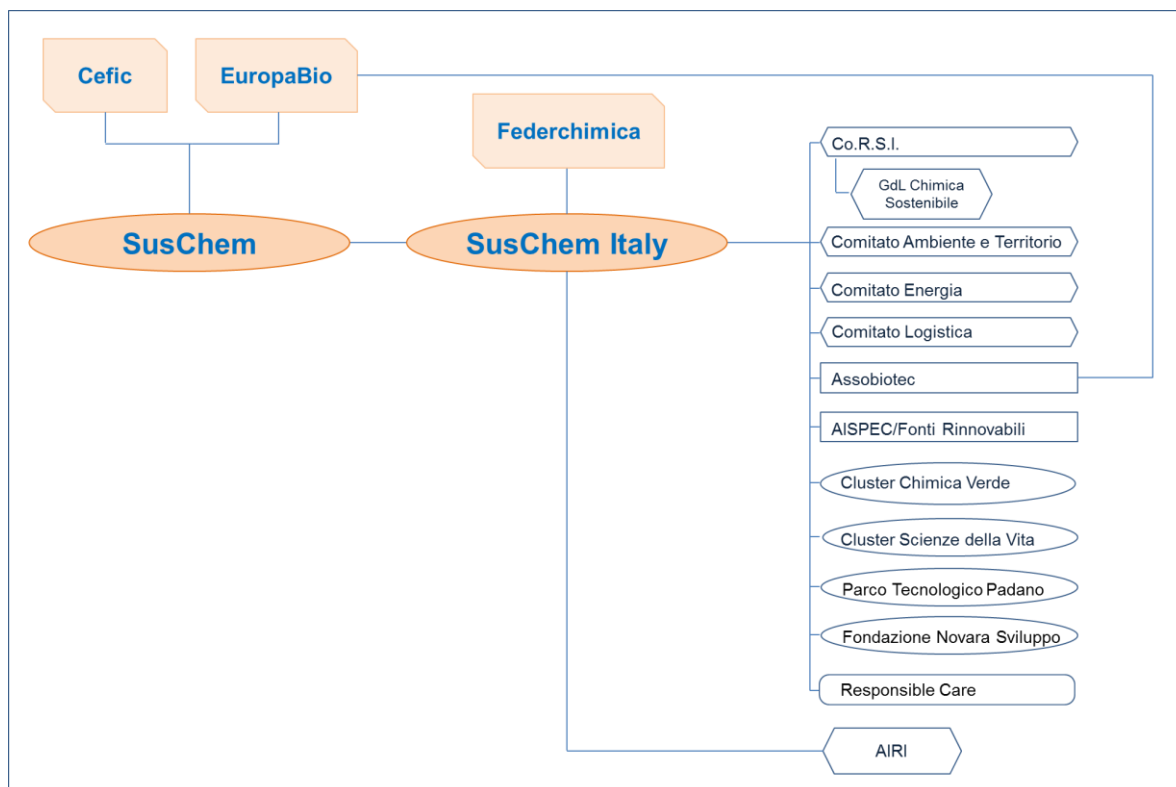 Cefic
EuropaBio
Federchimica
SusChem
SusChem Italy
Co.R.S.I.
GdL Chimica
Sostenibile
Comitato Ambiente e Territorio
Comitato Energia
Comitato Logistica
Assobiotec
AISPEC/Fonti Rinnovabili
Cluster Chimica Verde
Cluster Scienze della Vita
Parco Tecnologico Padano
Fondazione Novara Sviluppo
Responsible Care
AIRI